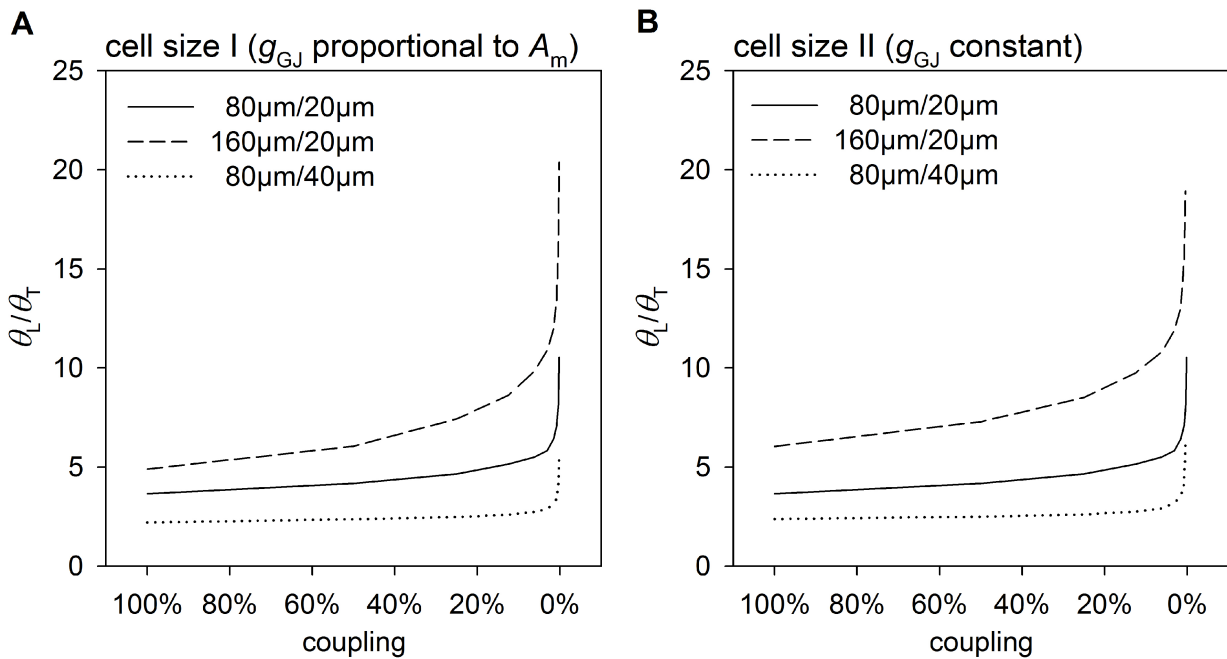 A
cell size I (gGJ proportional to Am)
25
20
15
10
5
0
θL/θT
80µm/20µm
160µm/20µm
80µm/40µm
100% 80% 60% 40% 20% 0%
coupling
B
cell size II (gGJ constant)
25
20
15
10
5
0
θL/θT
80µm/20µm
160µm/20µm
80µm/40µm
100% 80% 60% 40% 20% 0%
coupling